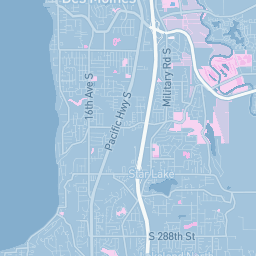 Des Moines
16th Ave S
Pacific Hwy S
Military Rd S
Star Lake
S 288th St